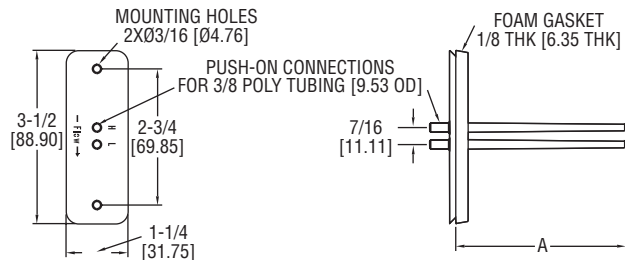 MOUNTING HOLES
2XØ3/16 [Ø4.76]
FOAM GASKET
1/8 THK [6.35 THK]
PUSH-ON CONNECTIONS
FOR 3/8 POLY TUBING [9.53 OD]
3-1/2
[88.90]
Flow
H
L
2-3/4
[69.85]
7/16
[11.11]
1-1/4
[31.75]
A